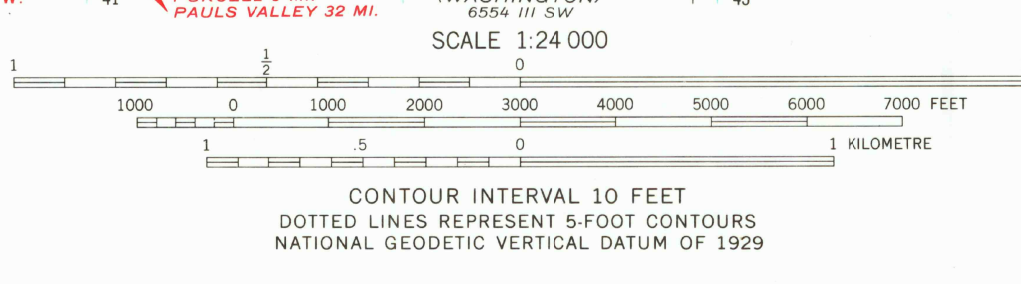 W. 41
PAULS VALLEY 32 MI.
6554 III SW
45
SCALE 1:24 000
1 1/2 0
1000 0 1000 2000 3000 4000 5000 6000 7000 FEET
1 .5 0 1 KILOMETRE
CONTOUR INTERVAL 10 FEET
DOTTED LINES REPRESENT 5-FOOT CONTOURS
NATIONAL GEODETIC VERTICAL DATUM OF 1929